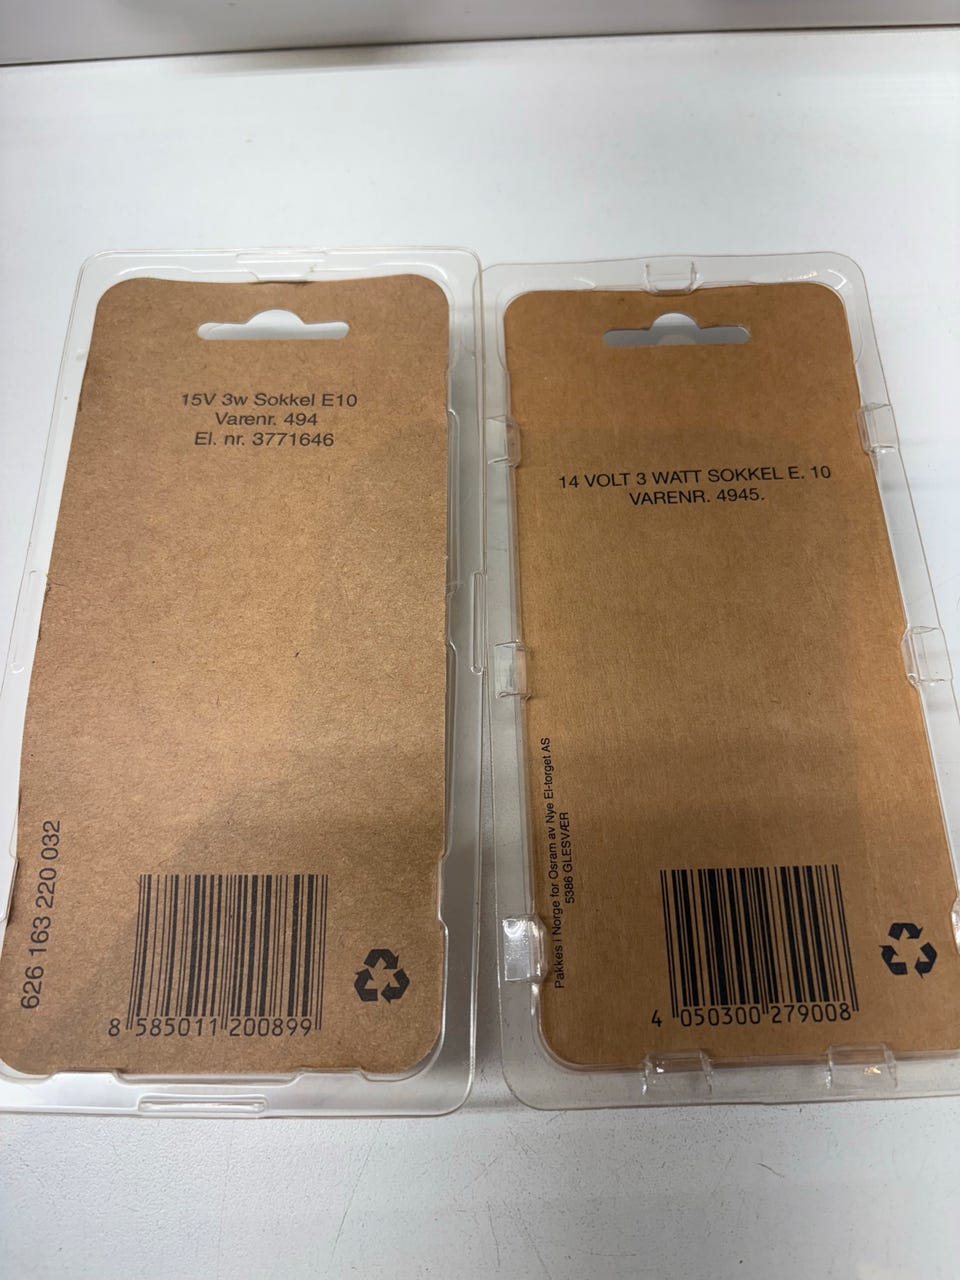 15V 3w Sokkel E10
Varenr. 494
El. nr. 3771646
626 163 220 032
8 585011 200899
14 VOLT 3 WATT SOKKEL E. 10
VARENR. 4945.
Pakkes i Norge for Osram av Nye El-torget AS
5386 GLESVÆR
4 050300 279008